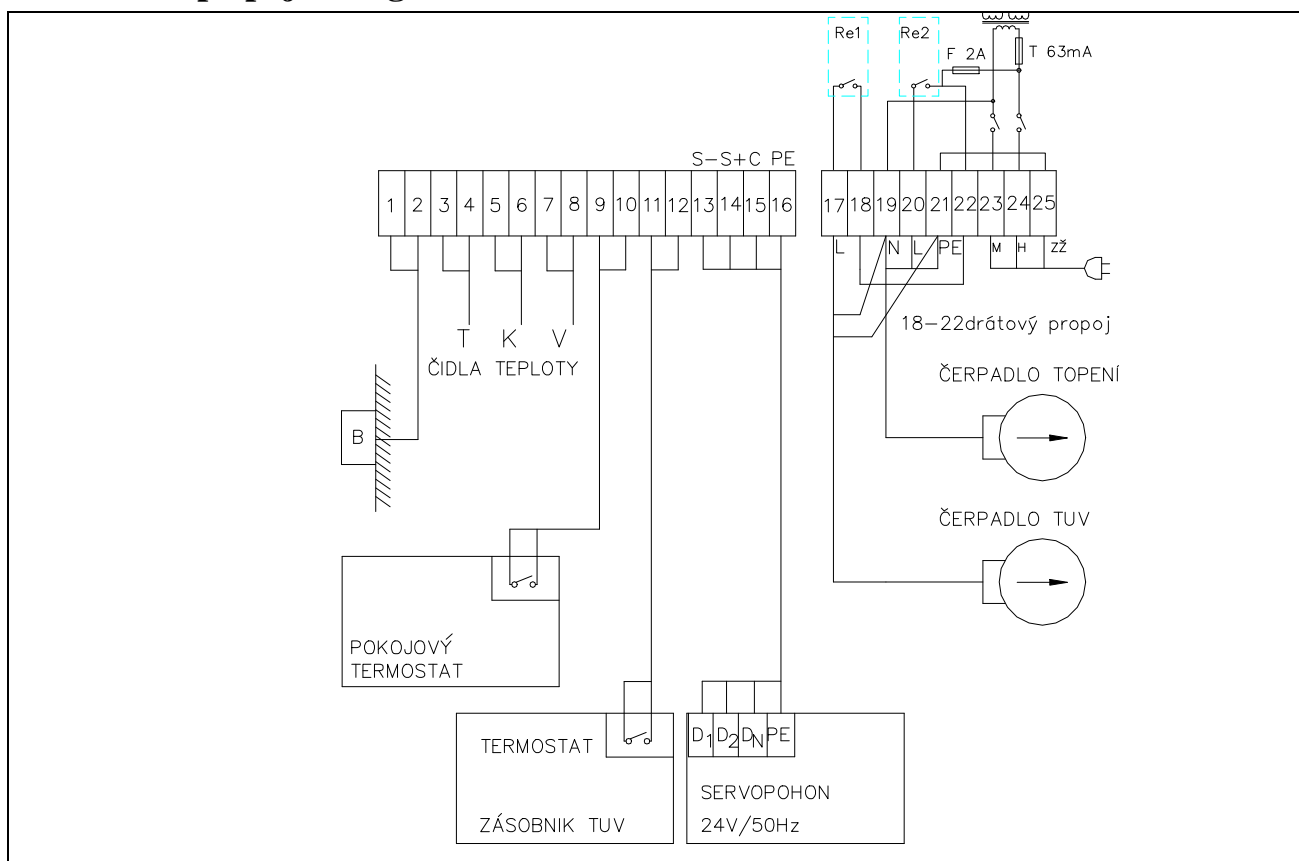 Re1 Re2
F 2A T 63mA
S-S+C PE
1 2 3 4 5 6 7 8 9 10 11 12 13 14 15 16 17 18 19 20 21 22 23 24 25
L N L PE M H ZŽ
18-22drátový propoj
T K V
ČIDLA TEPLOTY
ČERPADLO TOPENÍ
B
ČERPADLO TUV
POKOJOVÝ
TERMOSTAT
D1 D2 DN PE
TERMOSTAT
SERVOPOHON
ZÁSOBNIK TUV
24V/50Hz